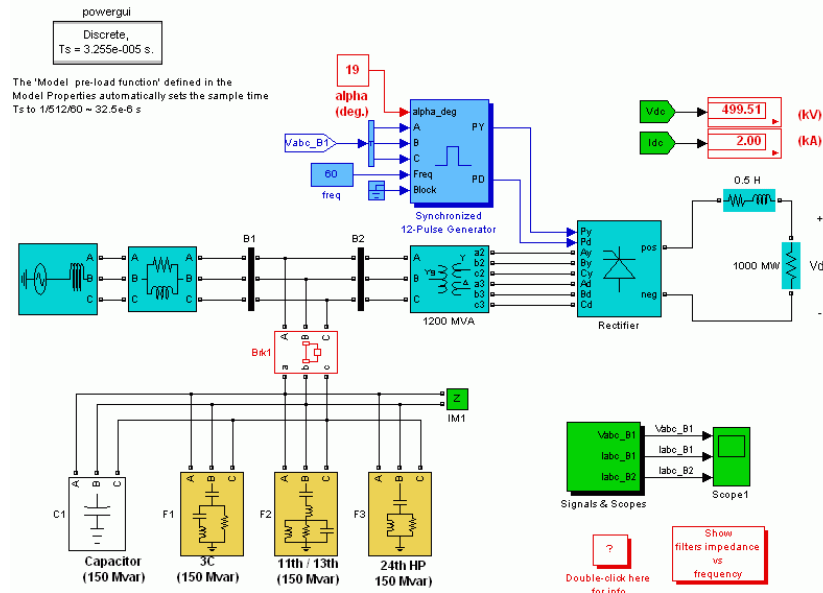 powergui
Discrete,
Ts = 3.255e-005 s.
The 'Model pre-load function' defined in the
Model Properties automatically sets the sample time
Ts to 1/512/60 ~ 32.5e-6 s
19
alpha
(deg.)
Vabc_B1
60
freq
alpha_deg
A
B
C
Freq
Block
PY
PD
Synchronized
12-Pulse Generator
Vdc
499.51
(kV)
Idc
2.00
(kA)
0.5 H
1000 MW
+
Vd
-
A
B
C
A
B
C
A
B
C
B1
B2
A
B
C
a2
b2
c2
a3
b3
c3
1200 MVA
Py
Pd
Ay
By
Cy
Ad
Bd
Cd
pos
neg
Rectifier
Brk1
A
B
C
a
b
c
Z
IM1
C1
A
B
C
Capacitor
(150 Mvar)
F1
A
B
C
3C
(150 Mvar)
F2
A
B
C
11th / 13th
(150 Mvar)
F3
A
B
C
24th HP
150 Mvar)
Vabc_B1
Iabc_B1
Iabc_B2
Vabc_B1
Iabc_B1
Iabc_B2
Signals & Scopes
Scope1
?
Double-click here
for info
Show
filters impedance
vs
frequency